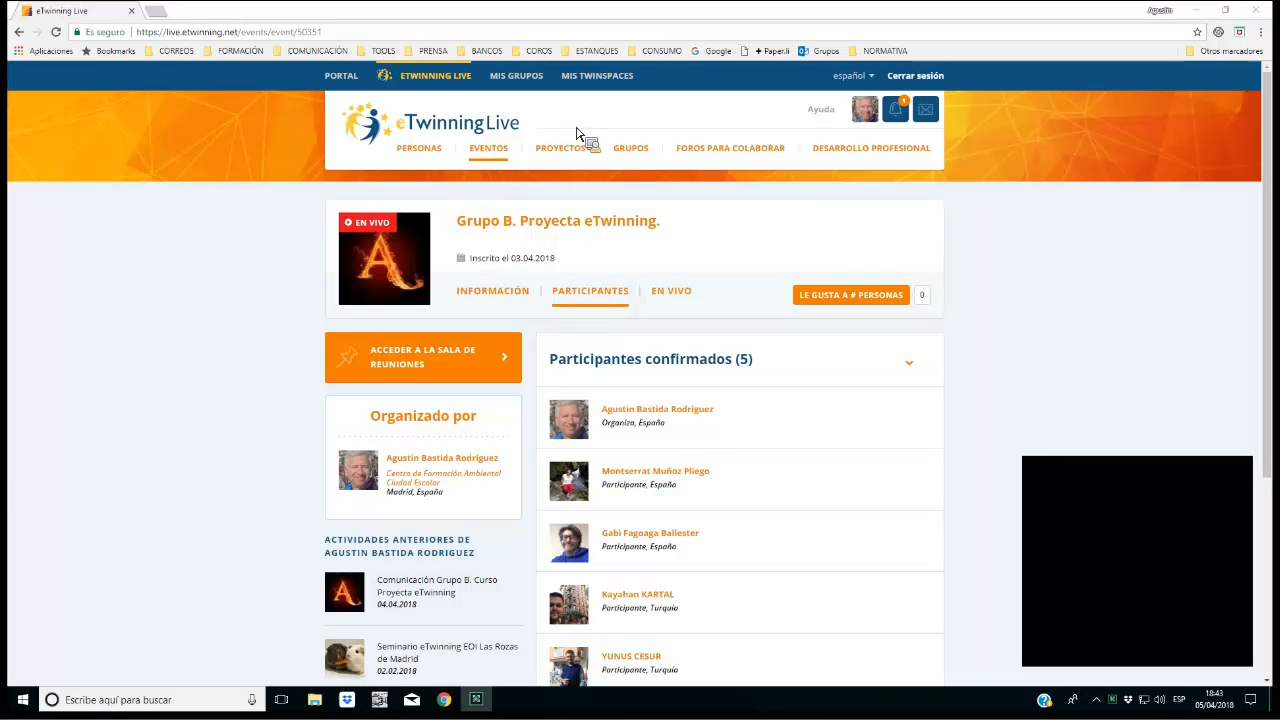 eTwinning Live
Agustín
Es seguro
https://live.etwinning.net/events/event/50351
Aplicaciones
Bookmarks
CORREOS
FORMACIÓN
COMUNICACIÓN
TOOLS
PRENSA
BANCOS
COROS
ESTANQUES
CONSUMO
Google
Paper.li
Grupos
NORMATIVA
Otros marcadores
PORTAL
ETWINNING LIVE
MIS GRUPOS
MIS TWINSPACES
español
Cerrar sesión
eTwinning Live
Ayuda
1
PERSONAS
EVENTOS
PROYECTOS
GRUPOS
FOROS PARA COLABORAR
DESARROLLO PROFESIONAL
EN VIVO
A
Grupo B. Proyecta eTwinning.
Inscrito el 03.04.2018
INFORMACIÓN
PARTICIPANTES
EN VIVO
LE GUSTA A # PERSONAS
0
ACCEDER A LA SALA DE
REUNIONES
Organizado por
Agustin Bastida Rodriguez
Centro de Formación Ambiental
Ciudad Escolar
Madrid, España
ACTIVIDADES ANTERIORES DE
AGUSTIN BASTIDA RODRIGUEZ
A
Comunicación Grupo B. Curso
Proyecta eTwinning
04.04.2018
Seminario eTwinning EOI Las Rozas
de Madrid
02.02.2018
Participantes confirmados (5)
Agustin Bastida Rodriguez
Organiza, España
Montserrat Muñoz Pliego
Participante, España
Gabi Fagoaga Ballester
Participante, España
Kayahan KARTAL
Participante, Turquía
YUNUS CESUR
Participante, Turquía
Escribe aquí para buscar
ESP
18:43
05/04/2018